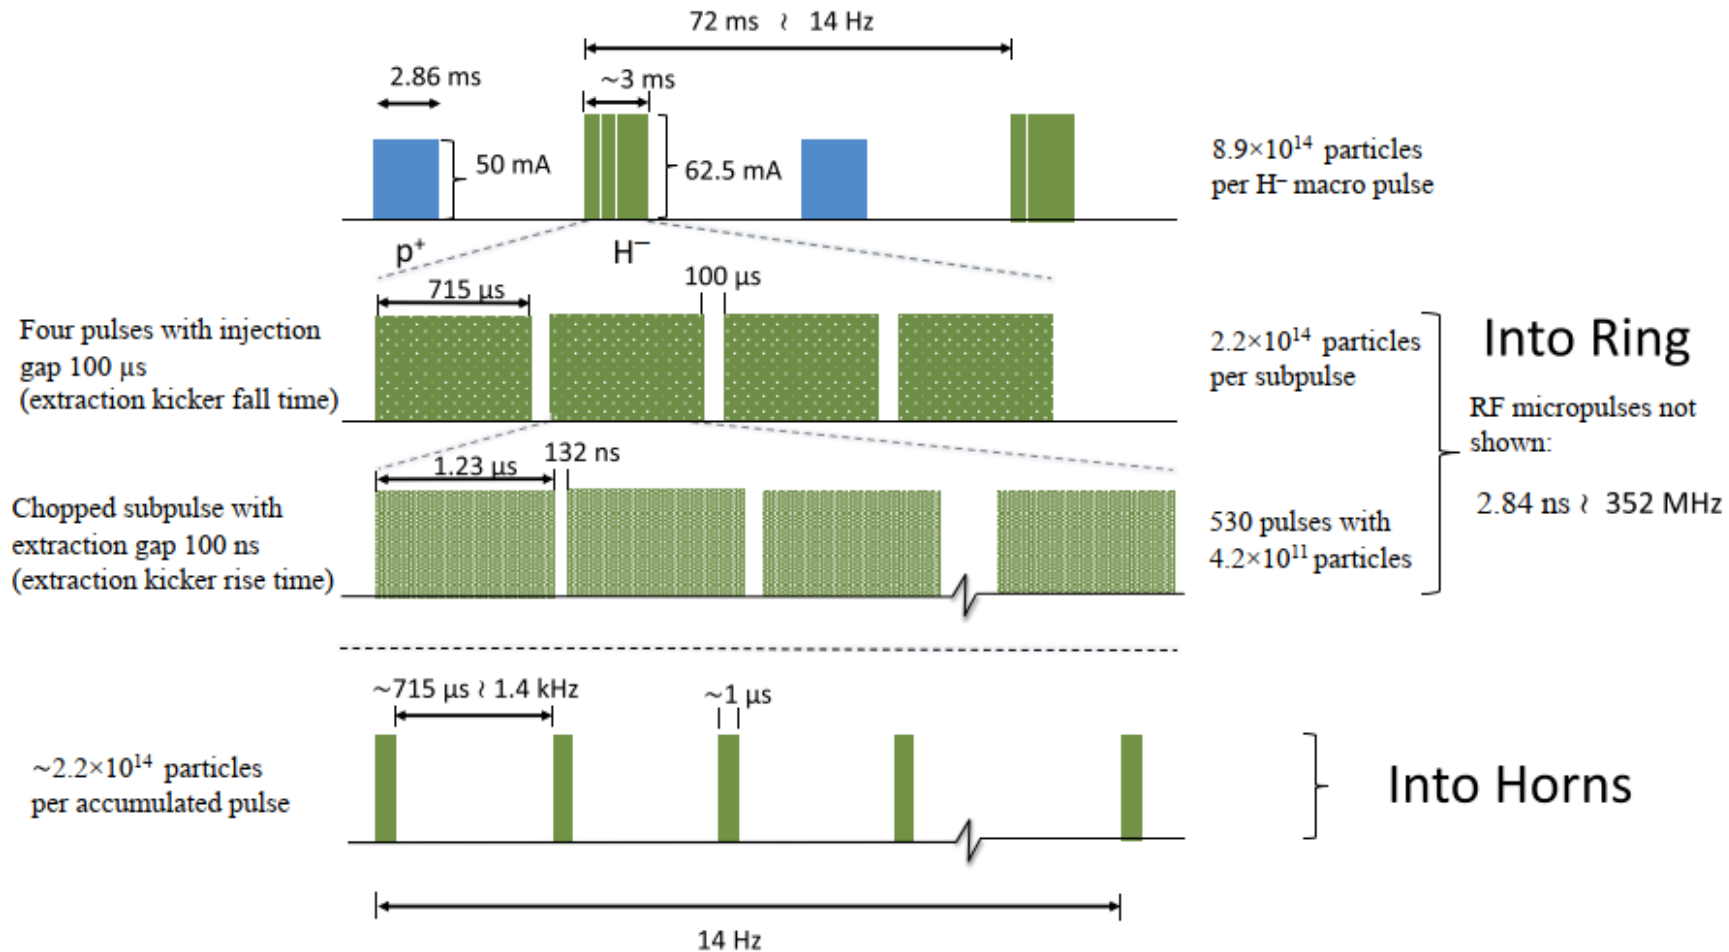 72 ms ≀ 14 Hz
2.86 ms
~3 ms
50 mA
62.5 mA
8.9×10¹⁴ particles
per H⁻ macro pulse
p⁺
H⁻
715 µs
100 µs
Four pulses with injection
gap 100 µs
(extraction kicker fall time)
2.2×10¹⁴ particles
per subpulse
Into Ring
RF micropulses not
shown:
2.84 ns ≀ 352 MHz
1.23 µs
132 ns
Chopped subpulse with
extraction gap 100 ns
(extraction kicker rise time)
530 pulses with
4.2×10¹¹ particles
~715 µs ≀ 1.4 kHz
~1 µs
~2.2×10¹⁴ particles
per accumulated pulse
Into Horns
14 Hz